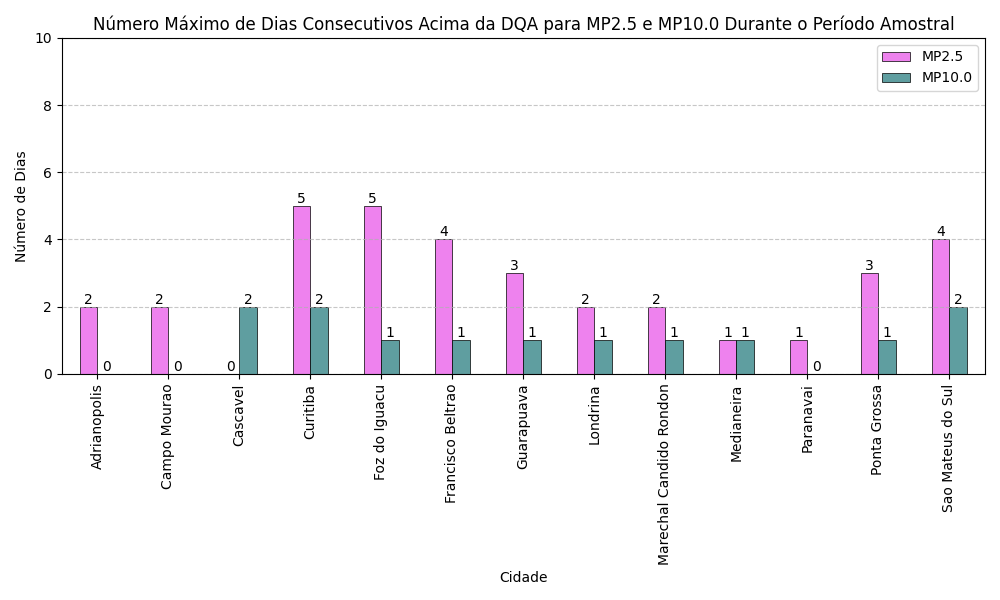 Número Máximo de Dias Consecutivos Acima da DQA para MP2.5 e MP10.0 Durante o Período Amostral
MP2.5
MP10.0
Número de Dias
10
8
6
4
2
0
2 0
2 0
0 2
5 2
5 1
4 1
3 1
2 1
2 1
1 1
1 0
3 1
4 2
Adrianopolis
Campo Mourao
Cascavel
Curitiba
Foz do Iguacu
Francisco Beltrao
Guarapuava
Londrina
Marechal Candido Rondon
Medianeira
Paranavai
Ponta Grossa
Sao Mateus do Sul
Cidade